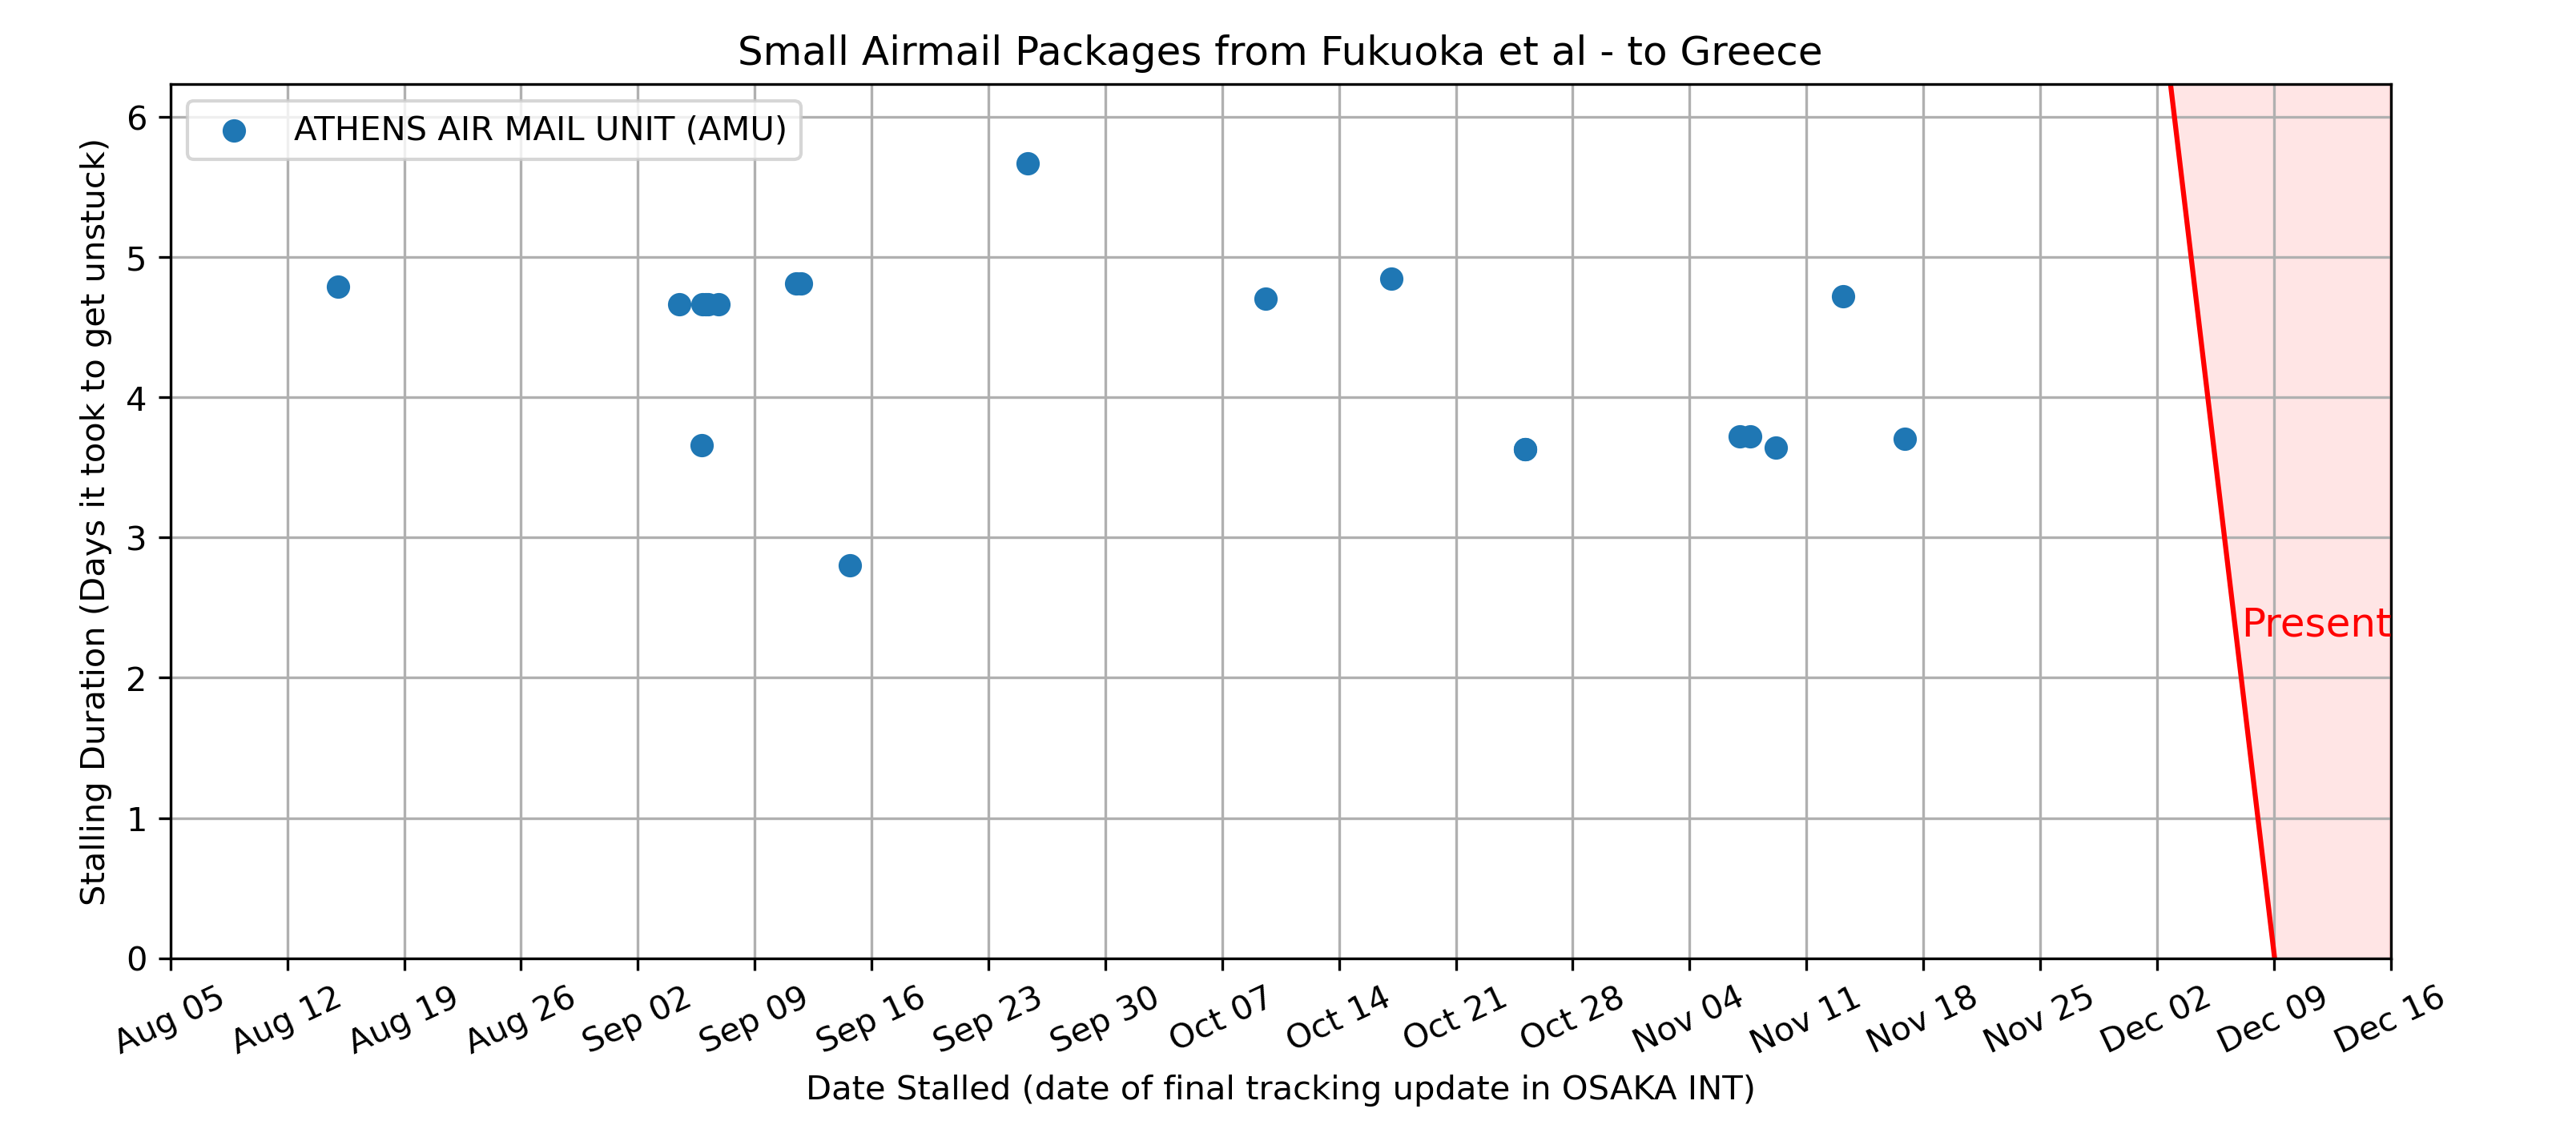 Small Airmail Packages from Fukuoka et al - to Greece
ATHENS AIR MAIL UNIT (AMU)
Stalling Duration (Days it took to get unstuck)
6
5
4
3
2
1
0
Present
Aug 05
Aug 12
Aug 19
Aug 26
Sep 02
Sep 09
Sep 16
Sep 23
Sep 30
Oct 07
Oct 14
Oct 21
Oct 28
Nov 04
Nov 11
Nov 18
Nov 25
Dec 02
Dec 09
Dec 16
Date Stalled (date of final tracking update in OSAKA INT)